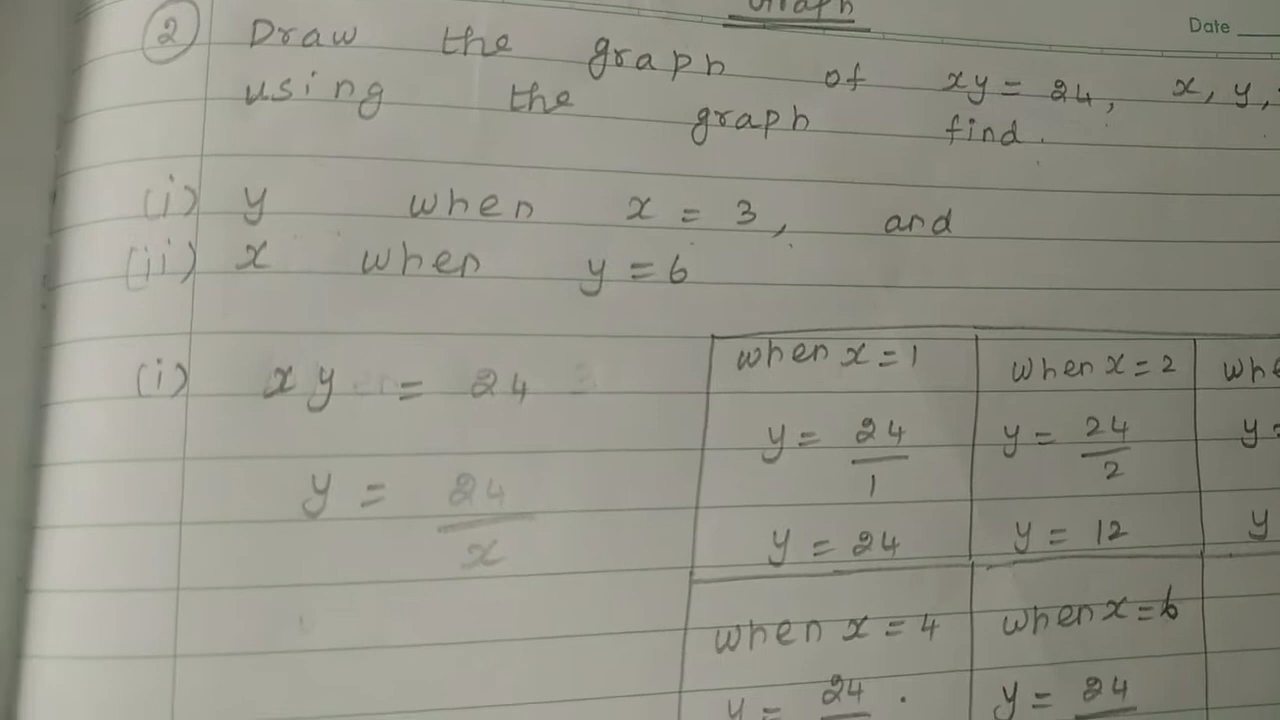 Graph
Date
② Draw the graph of xy = 24, x, y,
using the graph find.
(i) y when x = 3, and
(ii) x when y = 6
(i) xy = 24
y = 24/x
when x = 1
y = 24/1
y = 24
when x = 2
y = 24/2
y = 12
y =
y
when x = 4
y = 24
when x = 6
y = 24